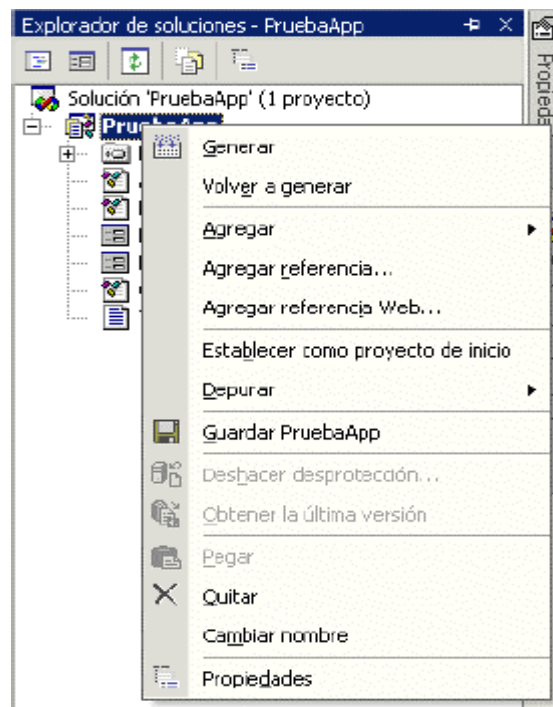 Explorador de soluciones - PruebaApp
Propieda
Solución 'PruebaApp' (1 proyecto)
Generar
Volver a generar
Agregar
Agregar referencia...
Agregar referencia Web...
Establecer como proyecto de inicio
Depurar
Guardar PruebaApp
Deshacer desprotección...
Obtener la última versión
Pegar
Quitar
Cambiar nombre
Propiedades